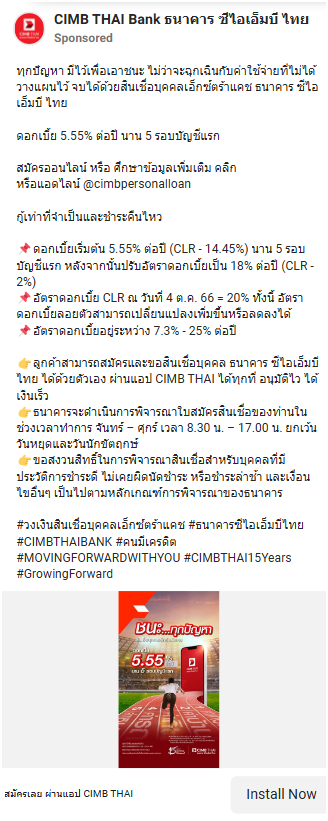 CIMB THAI Bank ธนาคาร ซีไอเอ็มบี ไทย
Sponsored
ทุกปัญหา มีไว้เพื่อเอาชนะ ไม่ว่าจะฉุกเฉินกับค่าใช้จ่ายที่ไม่ได้
วางแผนไว้ จบได้ด้วยสินเชื่อบุคคลเอ็กซ์ตร้าแคช ธนาคาร ซีไอ
เอ็มบี ไทย
ดอกเบี้ย 5.55% ต่อปี นาน 5 รอบบัญชีแรก
สมัครออนไลน์ หรือ ศึกษาข้อมูลเพิ่มเติม คลิก
หรือแอดไลน์ @cimbpersonalloan
กู้เท่าที่จำเป็นและชำระคืนไหว
📌ดอกเบี้ยเริ่มต้น 5.55% ต่อปี (CLR - 14.45%) นาน 5 รอบ
บัญชีแรก หลังจากนั้นปรับอัตราดอกเบี้ยเป็น 18% ต่อปี (CLR -
2%)
📌อัตราดอกเบี้ย CLR ณ วันที่ 4 ต.ค. 66 = 20% ทั้งนี้ อัตรา
ดอกเบี้ยลอยตัวสามารถเปลี่ยนแปลงเพิ่มขึ้นหรือลดลงได้
📌อัตราดอกเบี้ยอยู่ระหว่าง 7.3% - 25% ต่อปี
👉ลูกค้าสามารถสมัครและขอสินเชื่อบุคคล ธนาคาร ซีไอเอ็มบี
ไทย ได้ด้วยตัวเอง ผ่านแอป CIMB THAI ได้ทุกที่ อนุมัติไว ได้
เงินเร็ว
👉ธนาคารจะดำเนินการพิจารณาใบสมัครสินเชื่อของท่านใน
ช่วงเวลาทำการ จันทร์ – ศุกร์ เวลา 8.30 น. – 17.00 น. ยกเว้น
วันหยุดและวันนักขัตฤกษ์
👉ขอสงวนสิทธิ์ในการพิจารณาสินเชื่อสำหรับบุคคลที่มี
ประวัติการชำระดี ไม่เคยผิดนัดชำระ หรือชำระล่าช้า และเงื่อน
ไขอื่นๆ เป็นไปตามหลักเกณฑ์การพิจารณาของธนาคาร
#วงเงินสินเชื่อบุคคลเอ็กซ์ตร้าแคช #ธนาคารซีไอเอ็มบีไทย
#CIMBTHAIBANK #คนมีเครดิต
#MOVINGFORWARDWITHYOU #CIMBTHAI15Years
#GrowingForward
ชนะ...ทุกปัญหา
5.55%
นาน 5 รอบบัญชีแรก
CIMB THAI
สมัครเลย ผ่านแอป CIMB THAI
Install Now